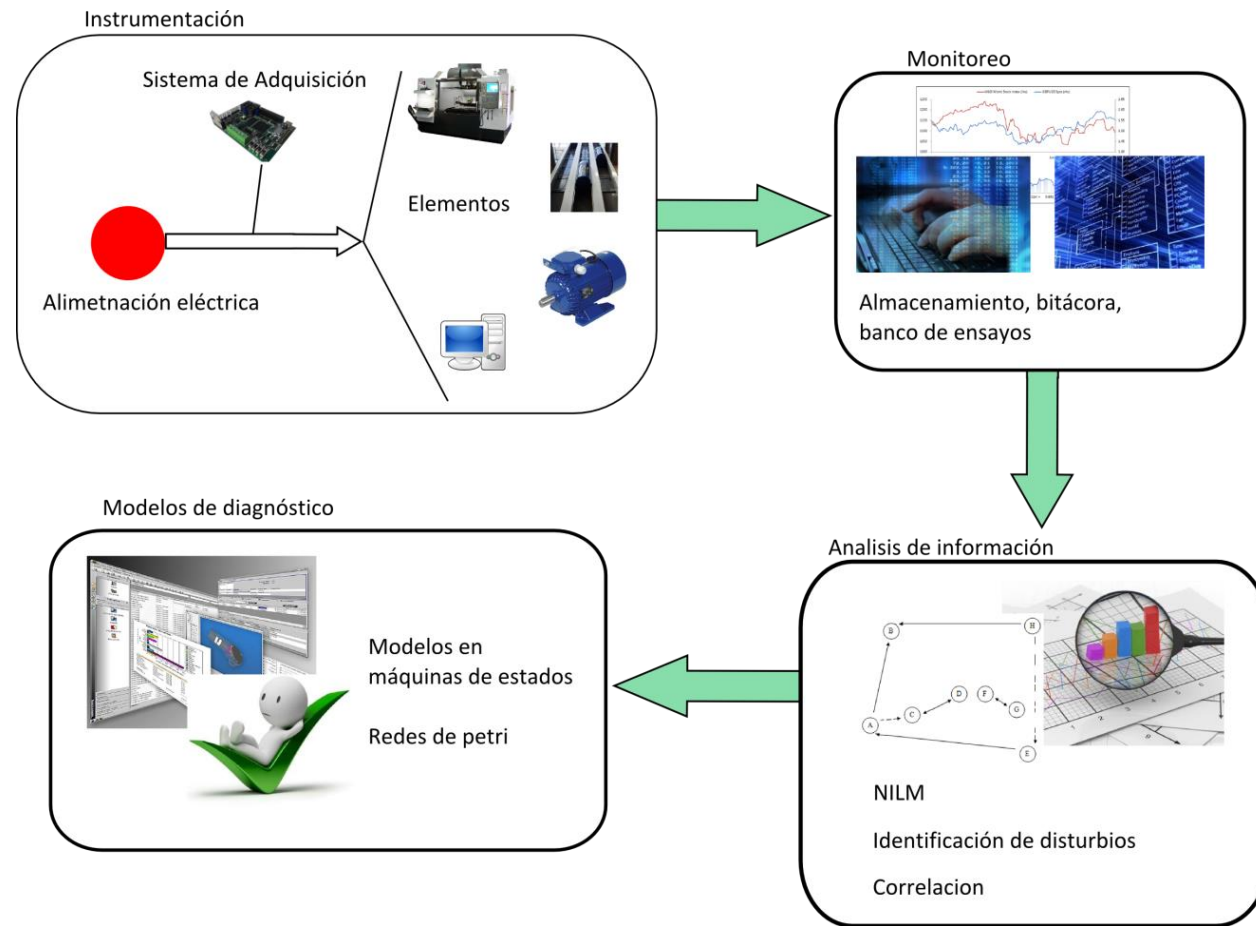 Instrumentación
Sistema de Adquisición
Elementos
Alimetnación eléctrica
Monitoreo
Almacenamiento, bitácora,
banco de ensayos
Modelos de diagnóstico
Modelos en
máquinas de estados
Redes de petri
Analisis de información
B
H
D
F
C
G
A
E
NILM
Identificación de disturbios
Correlacion